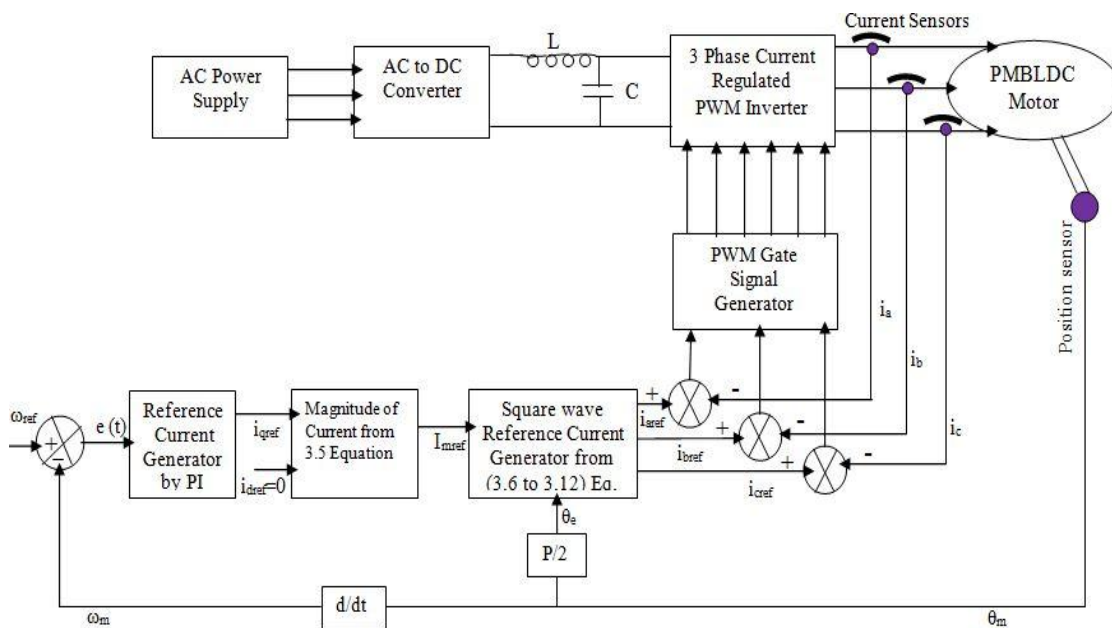 Current Sensors
L
AC Power
Supply
AC to DC
Converter
C
3 Phase Current
Regulated
PWM Inverter
PMBLDC
Motor
Position sensor
PWM Gate
Signal
Generator
ia
ib
ic
ωref
+
−
e (t)
Reference
Current
Generator
by PI
iqref
idref=0
Magnitude of
Current from
3.5 Equation
Imref
Square wave
Reference Current
Generator from
(3.6 to 3.12) Eq.
+
-
iaref
+
-
ibref
+
-
icref
θe
P/2
d/dt
ωm
θm